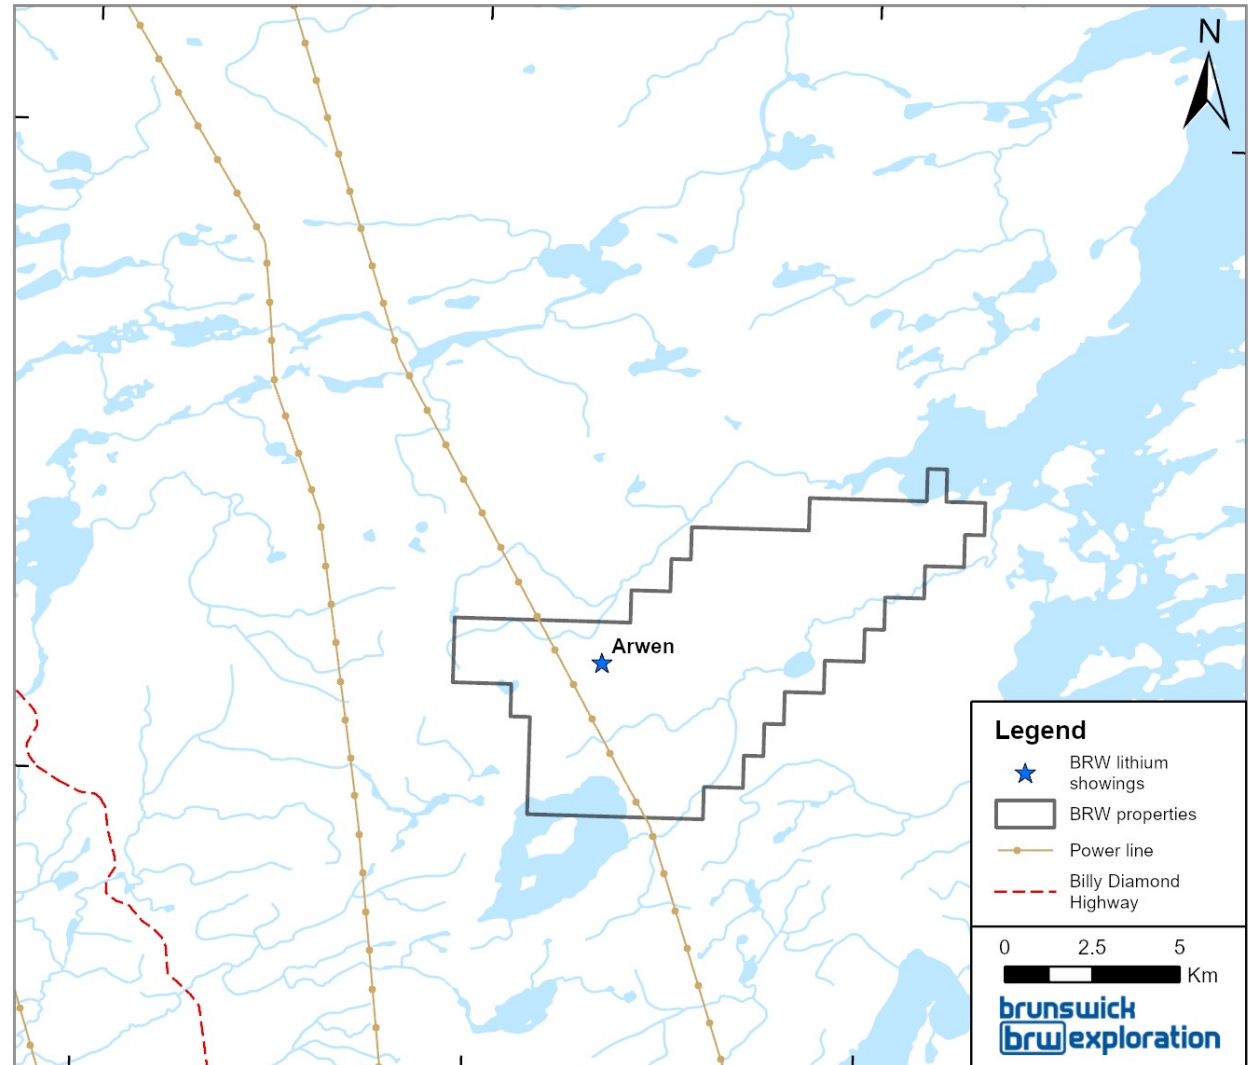 N
Arwen
Legend
BRW lithium
showings
BRW properties
Power line
Billy Diamond
Highway
0 2.5 5
Km
brunswick
brw exploration